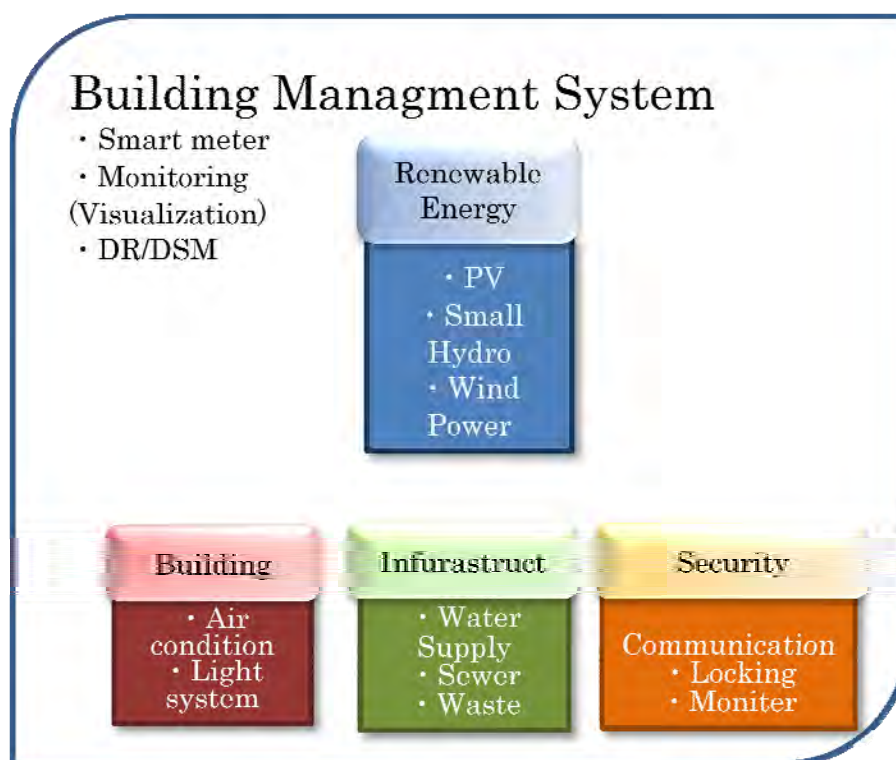 Building Managment System
・Smart meter
・Monitoring
(Visualization)
・DR/DSM
Renewable
Energy
・PV
・Small
Hydro
・Wind
Power
Building
・Air
condition
・Light
system
Infurastruct
・Water
Supply
・Sewer
・Waste
Security
Communication
・Locking
・Moniter